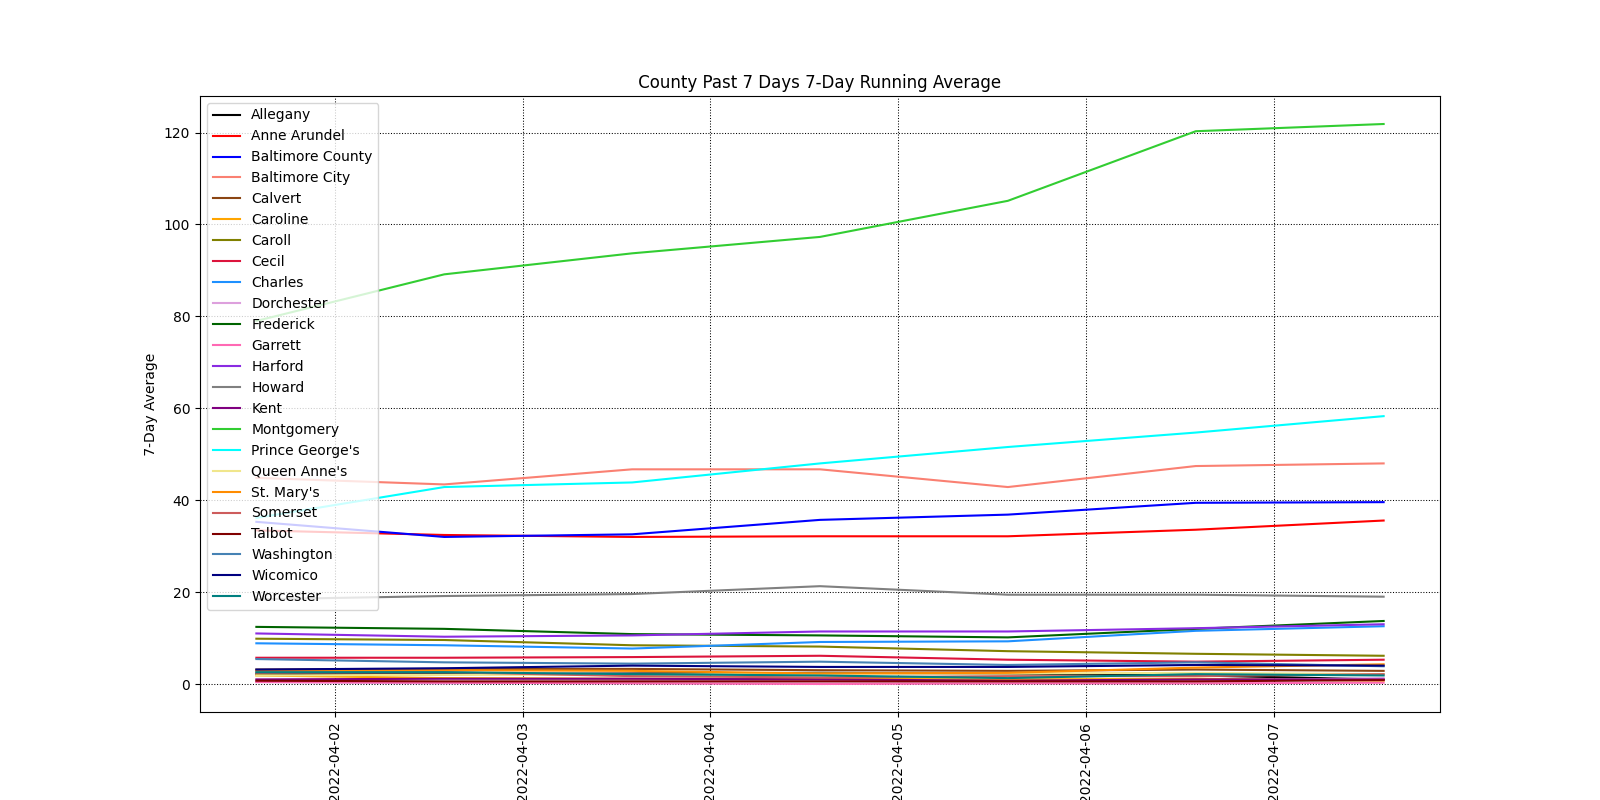 County Past 7 Days 7-Day Running Average
Allegany
Anne Arundel
Baltimore County
Baltimore City
Calvert
Caroline
Caroll
Cecil
Charles
Dorchester
Frederick
Garrett
Harford
Howard
Kent
Montgomery
Prince George's
Queen Anne's
St. Mary's
Somerset
Talbot
Washington
Wicomico
Worcester
7-Day Average
120
100
80
60
40
20
0
2022-04-02
2022-04-03
2022-04-04
2022-04-05
2022-04-06
2022-04-07